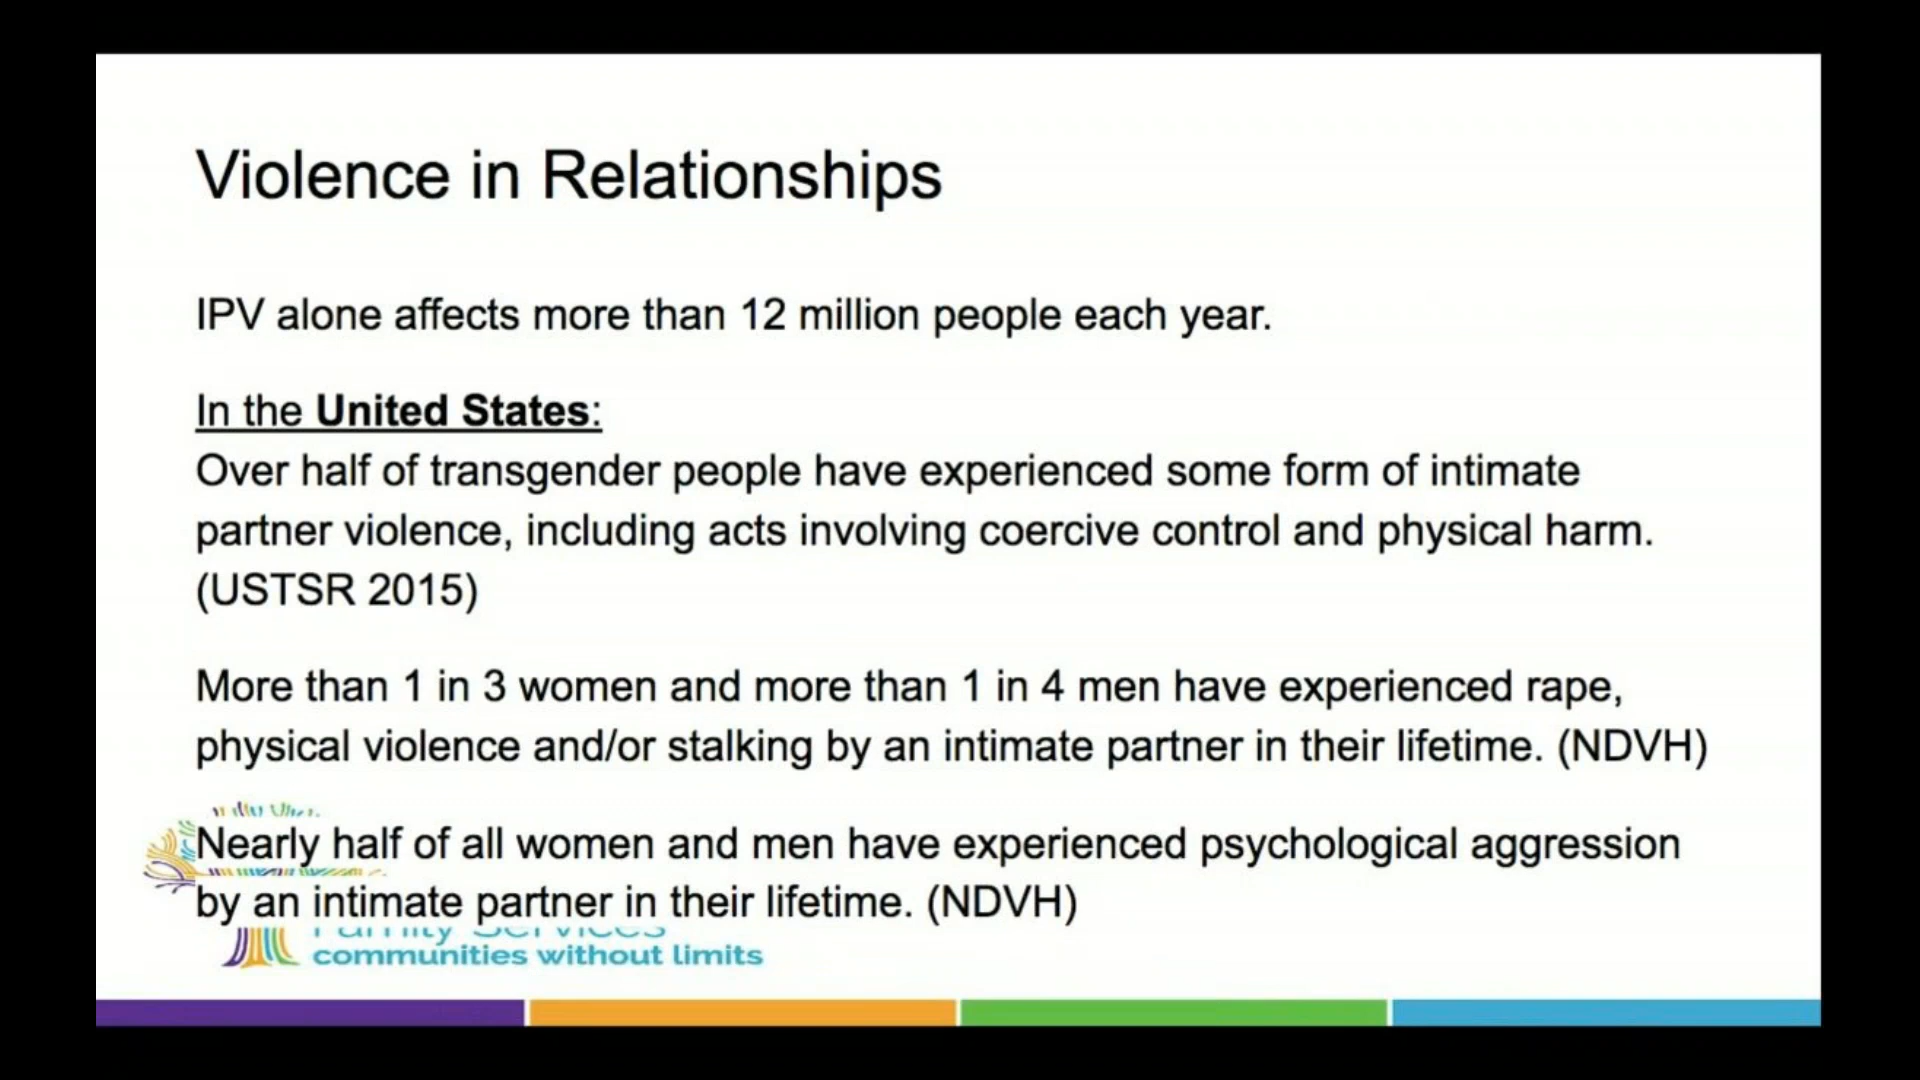 Violence in Relationships
IPV alone affects more than 12 million people each year.
In the United States:
Over half of transgender people have experienced some form of intimate
partner violence, including acts involving coercive control and physical harm.
(USTSR 2015)
More than 1 in 3 women and more than 1 in 4 men have experienced rape,
physical violence and/or stalking by an intimate partner in their lifetime. (NDVH)
Nearly half of all women and men have experienced psychological aggression
by an intimate partner in their lifetime. (NDVH)
Family Services
communities without limits